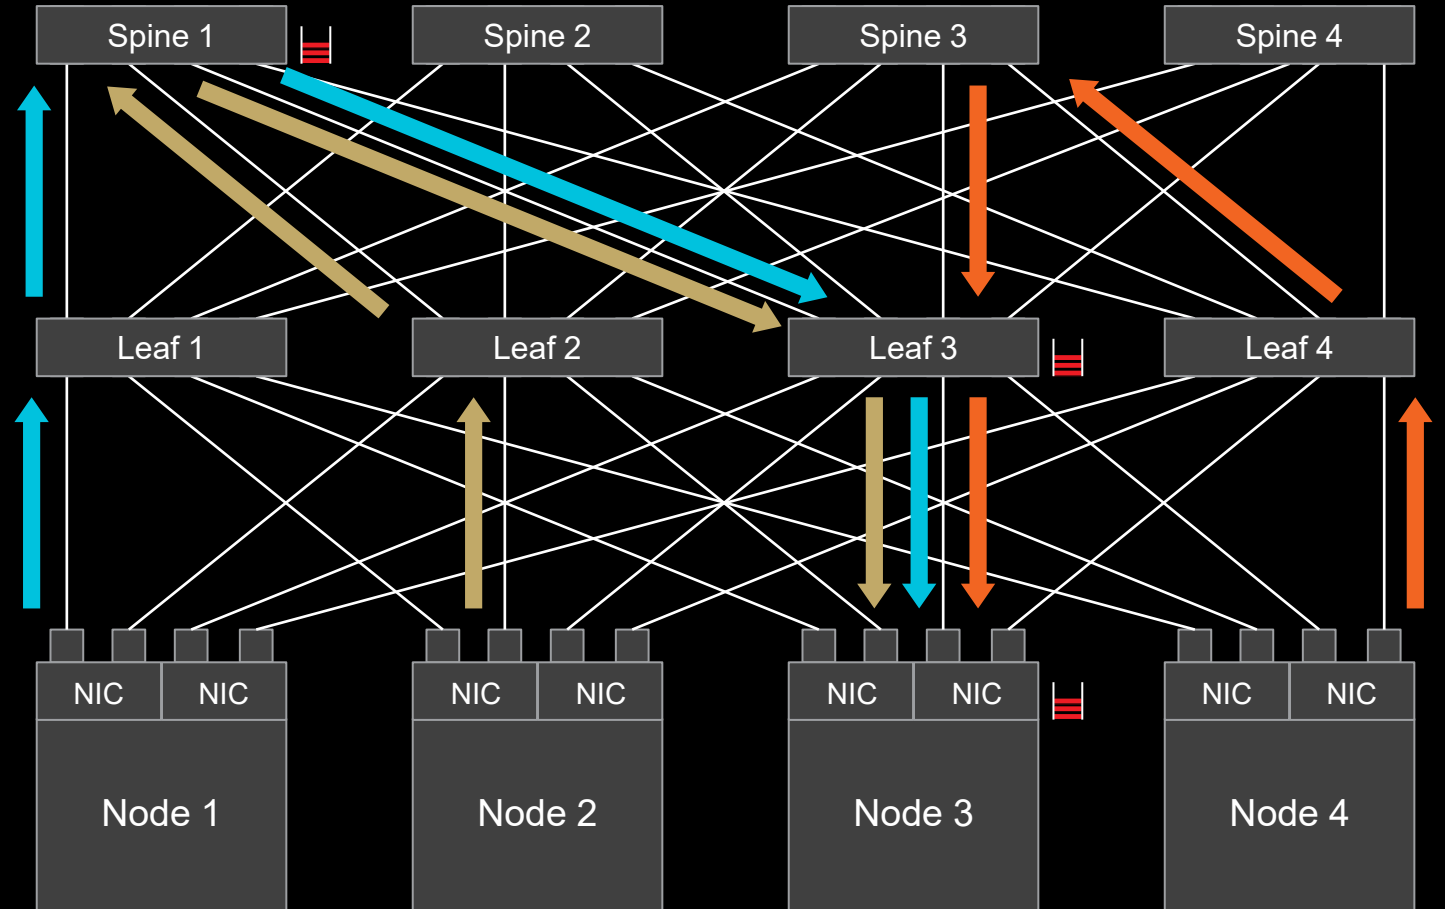 Spine 1
Spine 2
Spine 3
Spine 4
Leaf 1
Leaf 2
Leaf 3
Leaf 4
NIC
NIC
NIC
NIC
NIC
NIC
NIC
NIC
Node 1
Node 2
Node 3
Node 4